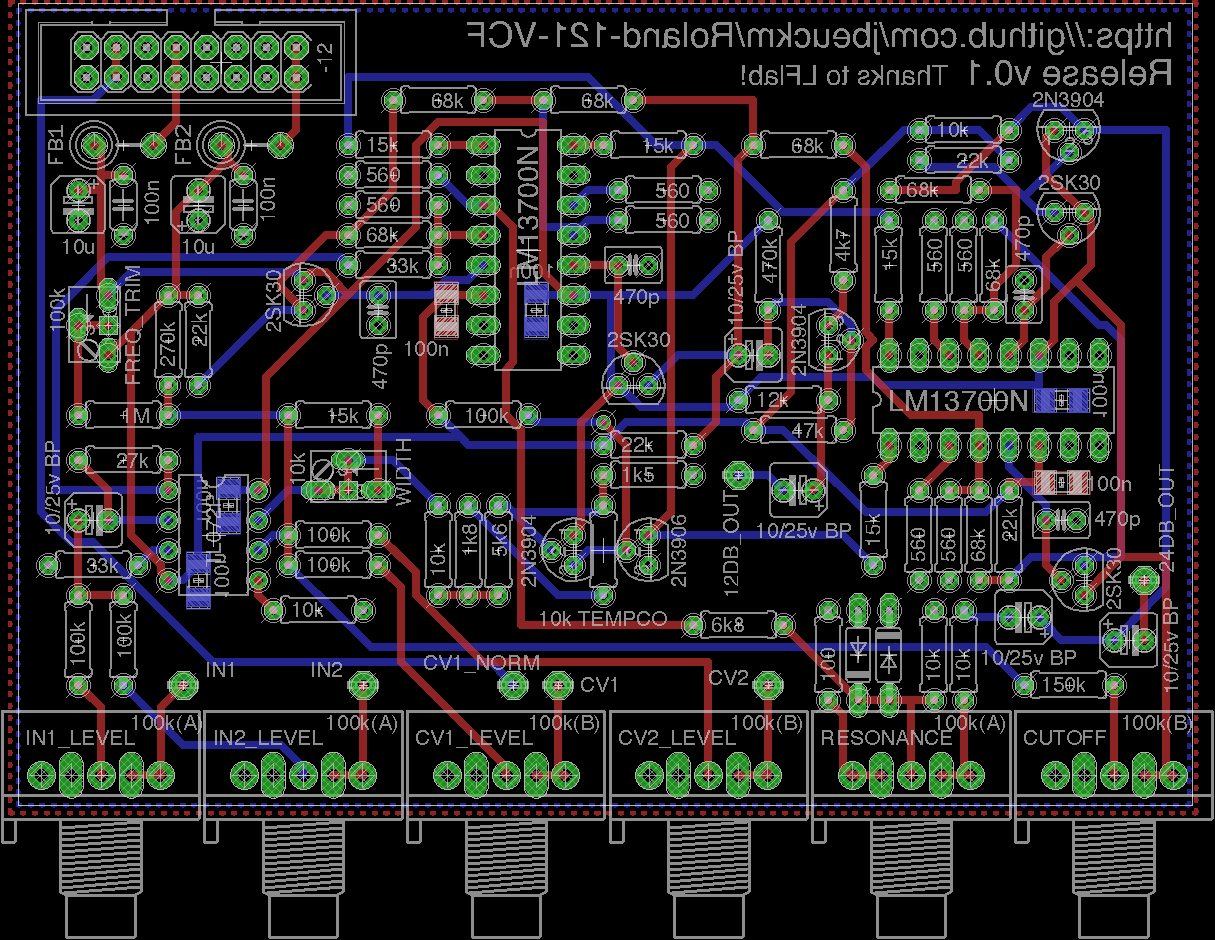 https://github.com/jbeuckm/Roland-121-VCF
Release v0.1 Thanks to LFlab!
-12
68k
68k
2N3904
FB1
FB2
15k
15k
68k
10k
22k
560
560
68k
2SK30
100n
100n
560
560
10u
10u
LM13700N
68k
33k
470p
10/25v BP
470k
4k7
15k
560
560
68k
470p
100k
FREQ_TRIM
270k
22k
2SK30
470p
100n
100n
2SK30
2N3904
1M
15k
100k
12k
LM13700N
100n
10/25v BP
27k
10k
WIDTH
22k
47k
1k5
100n
33k
100n
100k
100k
10k
1k8
5k6
2N3904
2N3906
12DB_OUT
10/25v BP
15k
560
560
68k
22k
470p
24DB_OUT
2SK30
10k
10k TEMPCO
6k8
100k
100k
100
10k
10k
10/25v BP
10/25v BP
IN1
IN2
CV1_NORM
CV1
CV2
150k
100k(A)
100k(A)
100k(B)
100k(B)
100k(A)
100k(B)
IN1_LEVEL
IN2_LEVEL
CV1_LEVEL
CV2_LEVEL
RESONANCE
CUTOFF